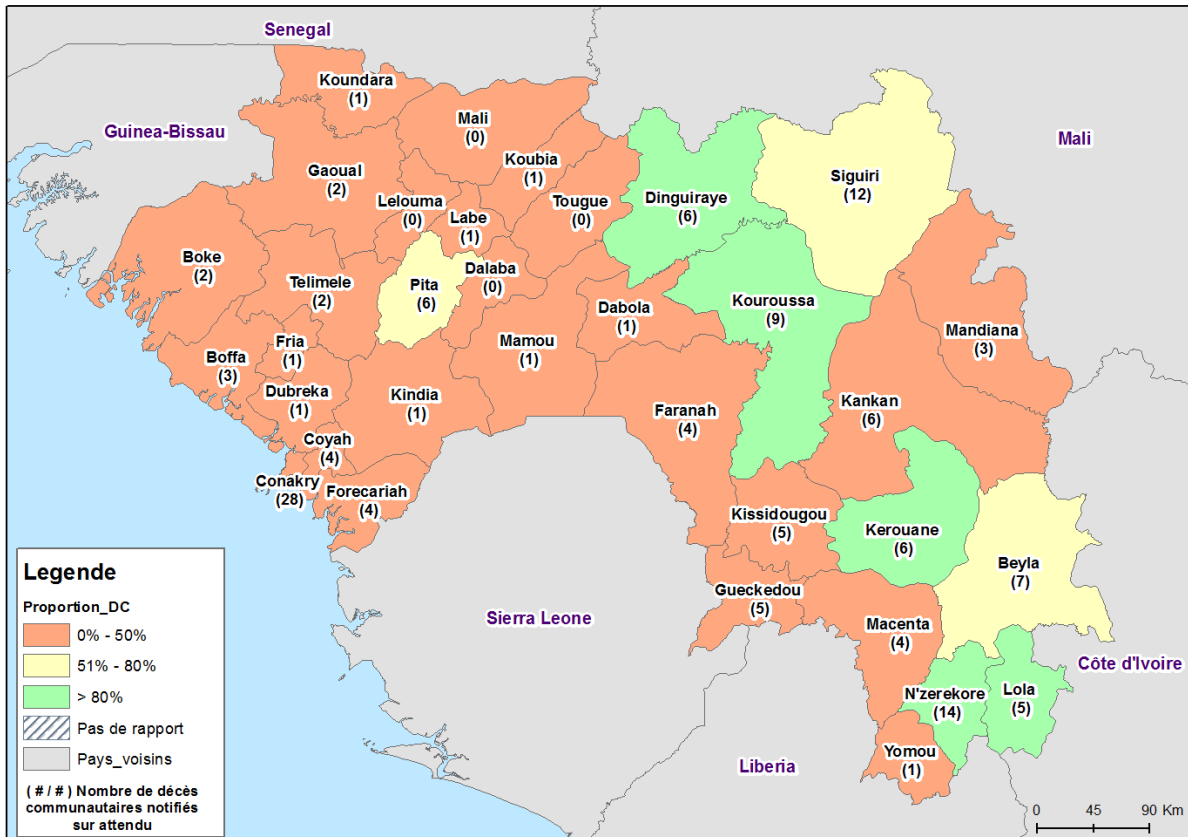 Senegal
Koundara
(1)
Guinea-Bissau
Mali
(0)
Mali
Koubia
(1)
Gaoual
(2)
Siguiri
(12)
Dinguiraye
(6)
Lelouma
(0)
Tougue
(0)
Labe
(1)
Boke
(2)
Dalaba
(0)
Telimele
(2)
Pita
(6)
Kouroussa
(9)
Dabola
(1)
Mandiana
(3)
Fria
(1)
Mamou
(1)
Boffa
(3)
Dubreka
(1)
Kindia
(1)
Kankan
(6)
Faranah
(4)
Coyah
(4)
Conakry
(28)
Forecariah
(4)
Kissidougou
(5)
Kerouane
(6)
Beyla
(7)
Gueckedou
(5)
Sierra Leone
Macenta
(4)
Côte d'Ivoire
N'zerekore
(14)
Lola
(5)
Yomou
(1)
Liberia
Legende
Proportion_DC
0% - 50%
51% - 80%
> 80%
Pas de rapport
Pays_voisins
( # / # ) Nombre de décès
communautaires notifiés
sur attendu
0 45 90 Km